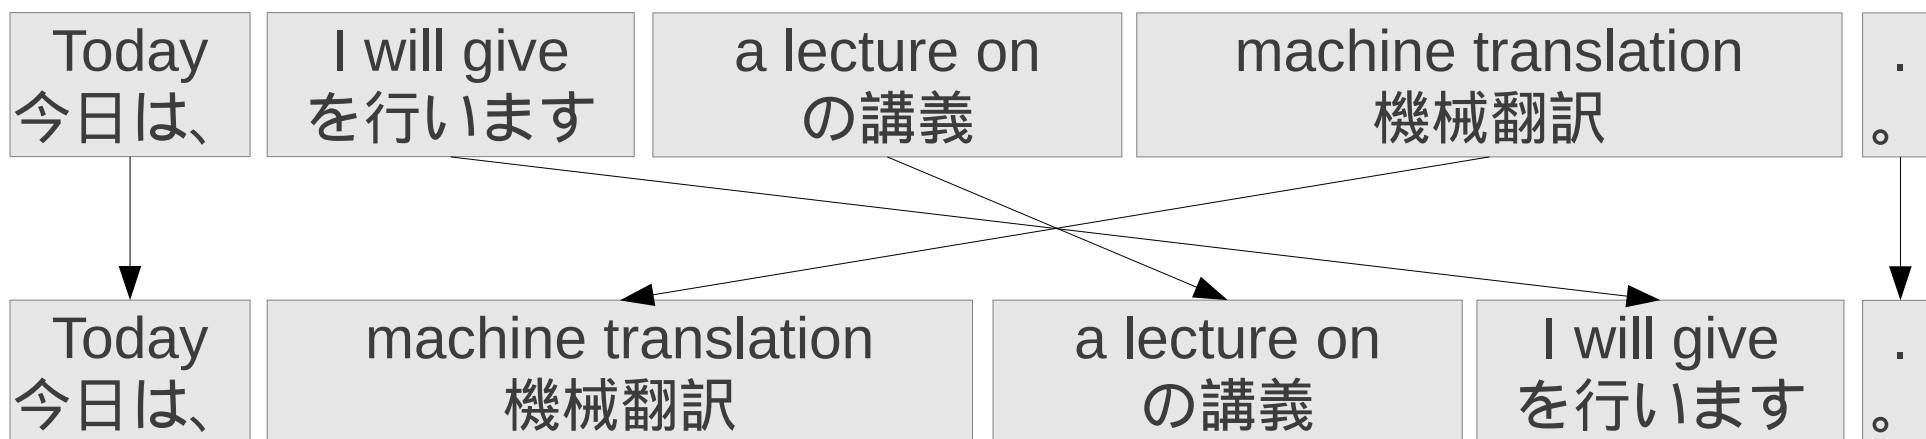 Today I will give a lecture on machine translation .
今日は、 を行います の講義 機械翻訳 。
Today machine translation a lecture on I will give .
今日は、 機械翻訳 の講義 を行います 。